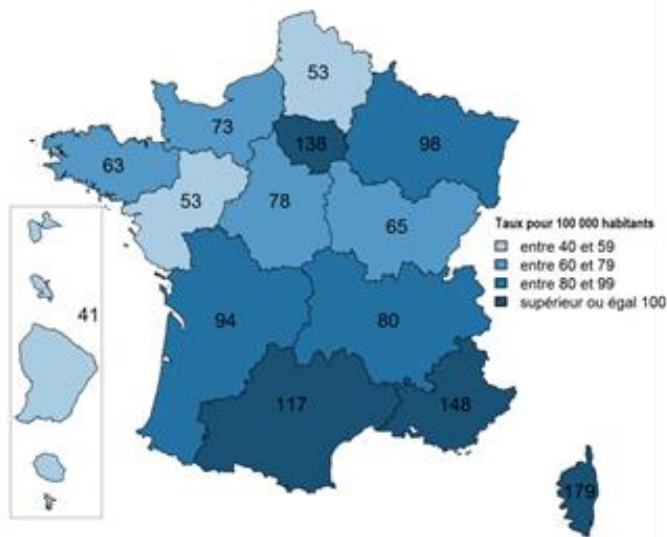 53
73
138
98
63
53
78
65
Taux pour 100 000 habitants
entre 40 et 59
entre 60 et 79
entre 80 et 99
supérieur ou égal 100
41
94
80
117
148
179